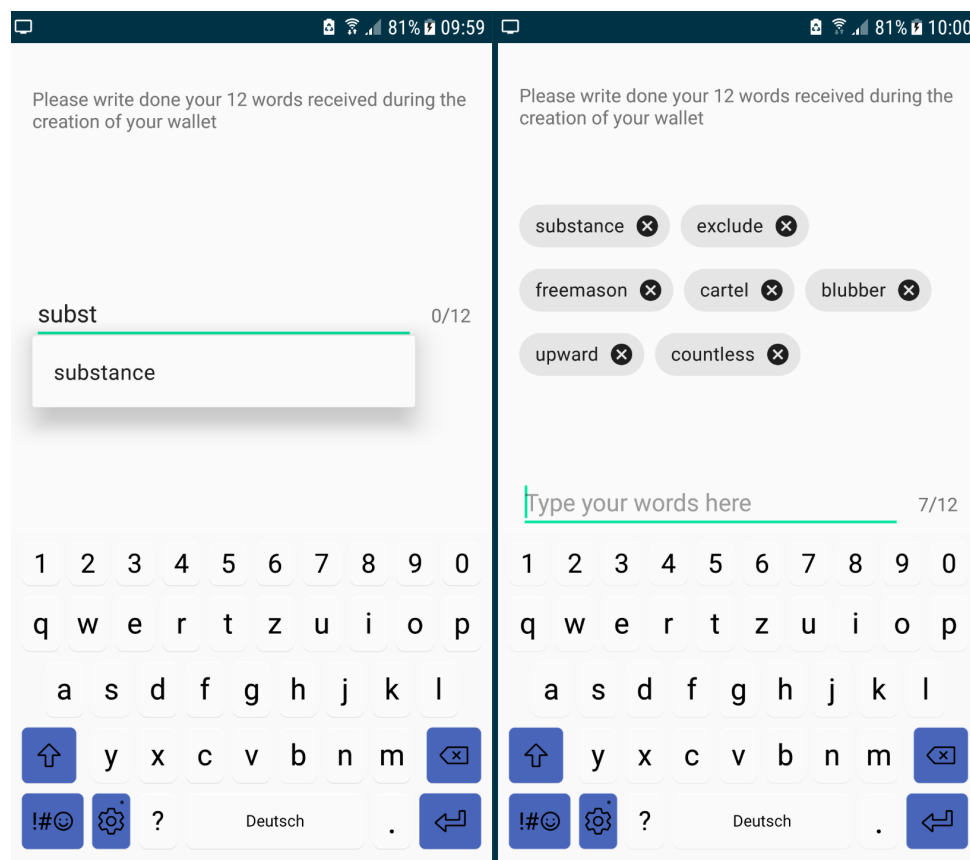 81% 09:59
Please write done your 12 words received during the
creation of your wallet
subst
0/12
substance
1 2 3 4 5 6 7 8 9 0
q w e r t z u i o p
a s d f g h j k l
y x c v b n m
!#☺ ? Deutsch .
81% 10:00
Please write done your 12 words received during the
creation of your wallet
substance exclude
freemason cartel blubber
upward countless
Type your words here
7/12
1 2 3 4 5 6 7 8 9 0
q w e r t z u i o p
a s d f g h j k l
y x c v b n m
!#☺ ? Deutsch .